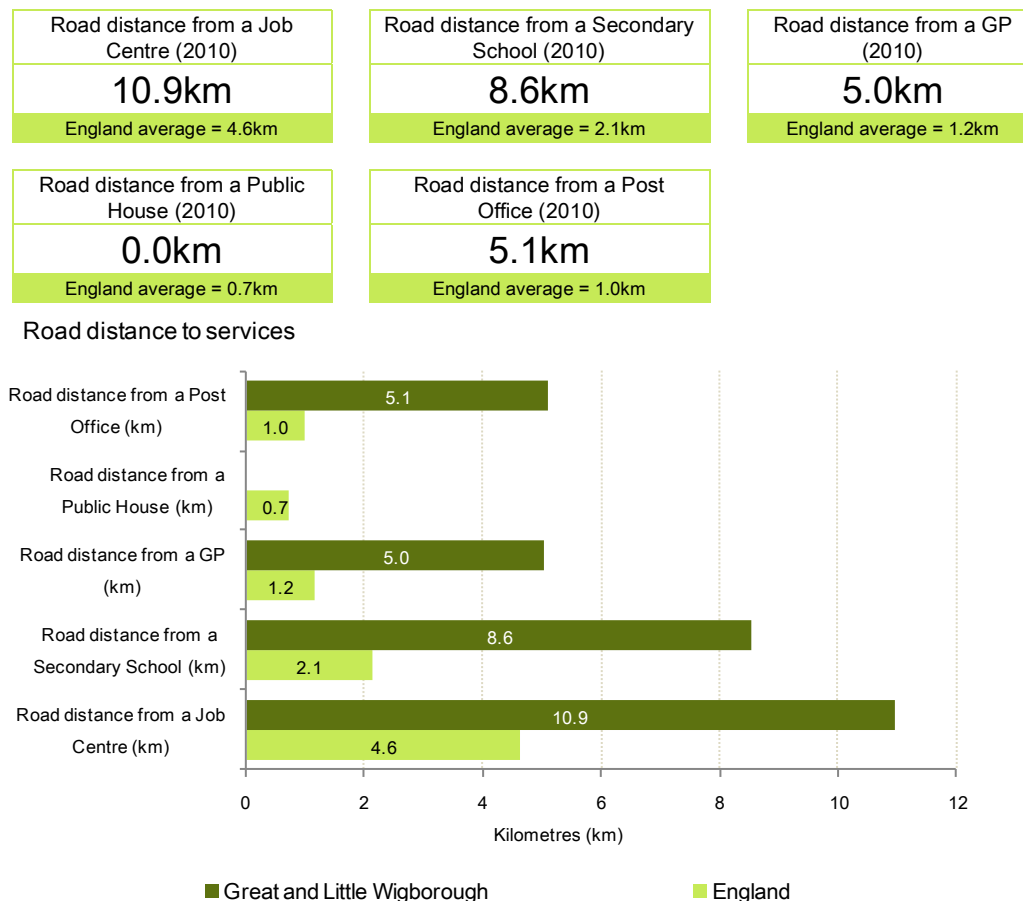 Road distance from a Job
Centre (2010)
10.9km
England average = 4.6km
Road distance from a Secondary
School (2010)
8.6km
England average = 2.1km
Road distance from a GP
(2010)
5.0km
England average = 1.2km
Road distance from a Public
House (2010)
0.0km
England average = 0.7km
Road distance from a Post
Office (2010)
5.1km
England average = 1.0km
Road distance to services
Road distance from a Post
Office (km)
5.1
1.0
Road distance from a
Public House (km)
0.7
Road distance from a GP
(km)
5.0
1.2
Road distance from a
Secondary School (km)
8.6
2.1
Road distance from a Job
Centre (km)
10.9
4.6
0 2 4 6 8 10 12
Kilometres (km)
Great and Little Wigborough
England